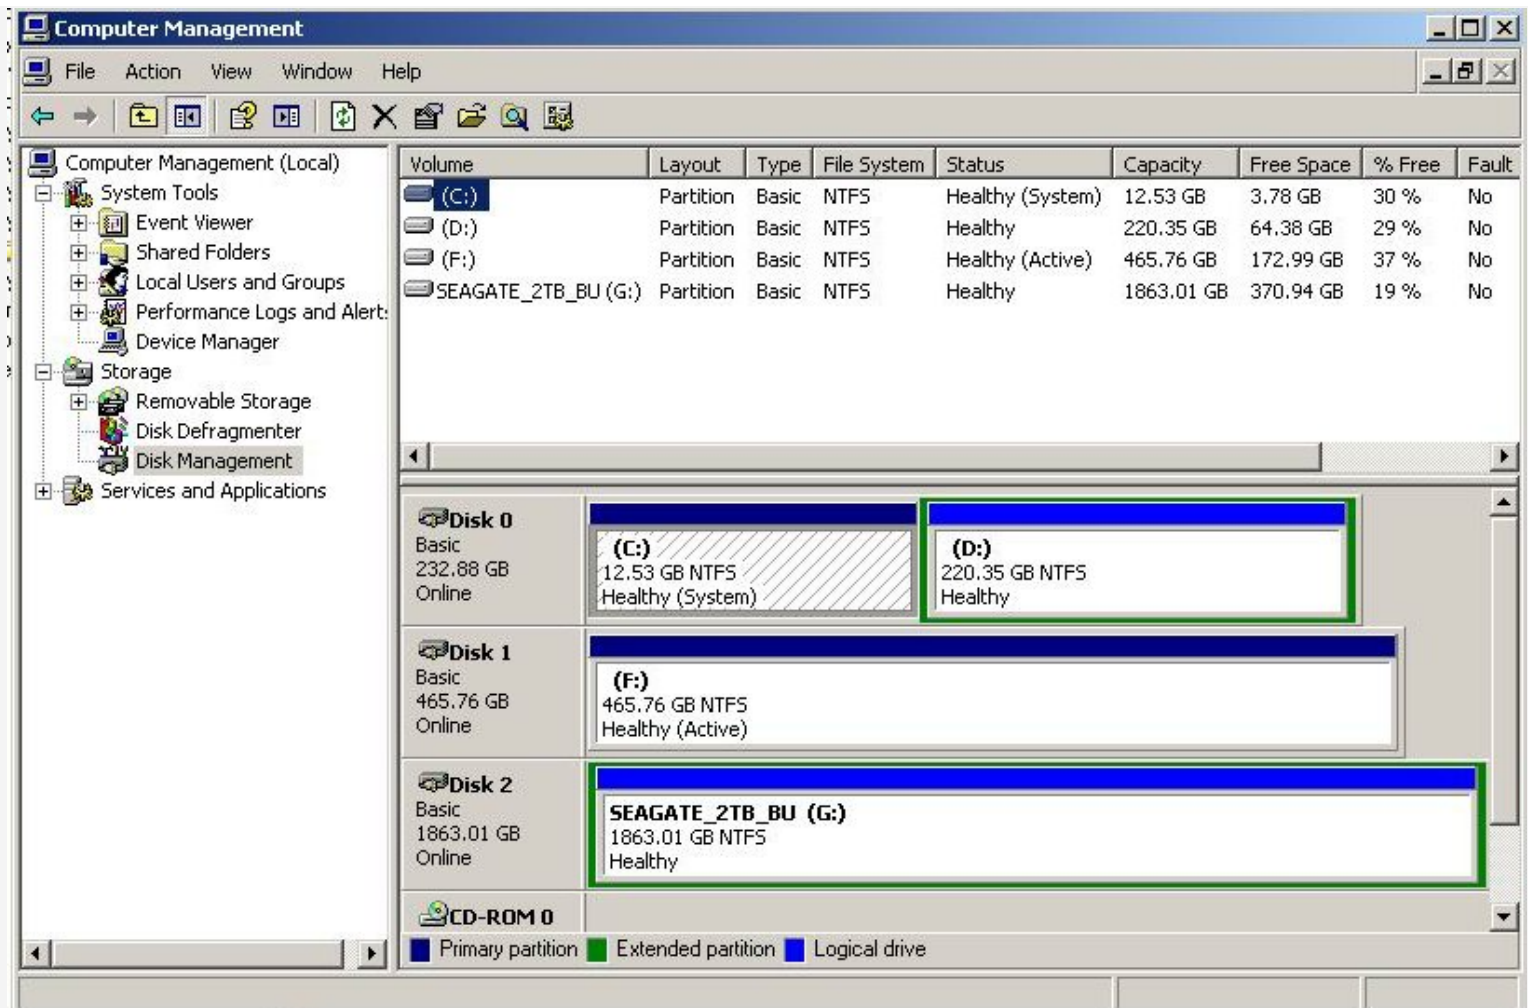 Computer Management
File Action View Window Help
Computer Management (Local)
System Tools
Event Viewer
Shared Folders
Local Users and Groups
Performance Logs and Alert
Device Manager
Storage
Removable Storage
Disk Defragmenter
Disk Management
Services and Applications
Volume Layout Type File System Status Capacity Free Space % Free Fault
(C:) Partition Basic NTFS Healthy (System) 12.53 GB 3.78 GB 30 % No
(D:) Partition Basic NTFS Healthy 220.35 GB 64.38 GB 29 % No
(F:) Partition Basic NTFS Healthy (Active) 465.76 GB 172.99 GB 37 % No
SEAGATE_2TB_BU (G:) Partition Basic NTFS Healthy 1863.01 GB 370.94 GB 19 % No
Disk 0
Basic
232.88 GB
Online
(C:)
12.53 GB NTFS
Healthy (System)
(D:)
220.35 GB NTFS
Healthy
Disk 1
Basic
465.76 GB
Online
(F:)
465.76 GB NTFS
Healthy (Active)
Disk 2
Basic
1863.01 GB
Online
SEAGATE_2TB_BU (G:)
1863.01 GB NTFS
Healthy
CD-ROM 0
Primary partition Extended partition Logical drive